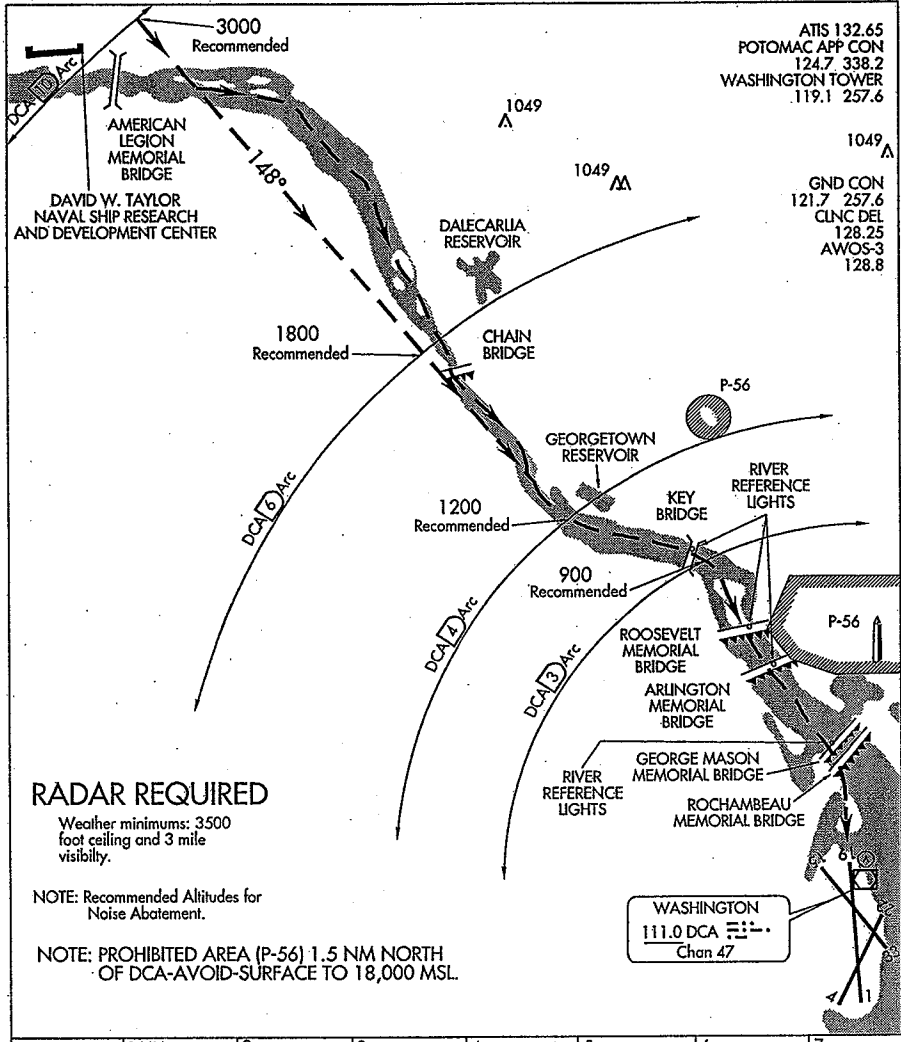 3000
Recommended
ATIS 132.65
POTOMAC APP CON
124.7 338.2
WASHINGTON TOWER
119.1 257.6
GND CON
121.7 257.6
CLNC DEL
128.25
AWOS-3
128.8
DCA 10 Arc
AMERICAN
LEGION
MEMORIAL
BRIDGE
1049
1049
1049
148°
DAVID W. TAYLOR
NAVAL SHIP RESEARCH
AND DEVELOPMENT CENTER
DALECARLIA
RESERVOIR
1800
Recommended
CHAIN
BRIDGE
P-56
GEORGETOWN
RESERVOIR
RIVER
REFERENCE
LIGHTS
KEY
BRIDGE
DCA 6 Arc
1200
Recommended
900
Recommended
DCA 4 Arc
DCA 3 Arc
P-56
ROOSEVELT
MEMORIAL
BRIDGE
ARLINGTON
MEMORIAL
BRIDGE
RIVER
REFERENCE
LIGHTS
GEORGE MASON
MEMORIAL BRIDGE
ROCHAMBEAU
MEMORIAL BRIDGE
RADAR REQUIRED
Weather minimums: 3500
foot ceiling and 3 mile
visibilty.
NOTE: Recommended Altitudes for
Noise Abatement.
NOTE: PROHIBITED AREA (P-56) 1.5 NM NORTH
OF DCA-AVOID-SURFACE TO 18,000 MSL.
WASHINGTON
111.0 DCA
Chan 47
4
1